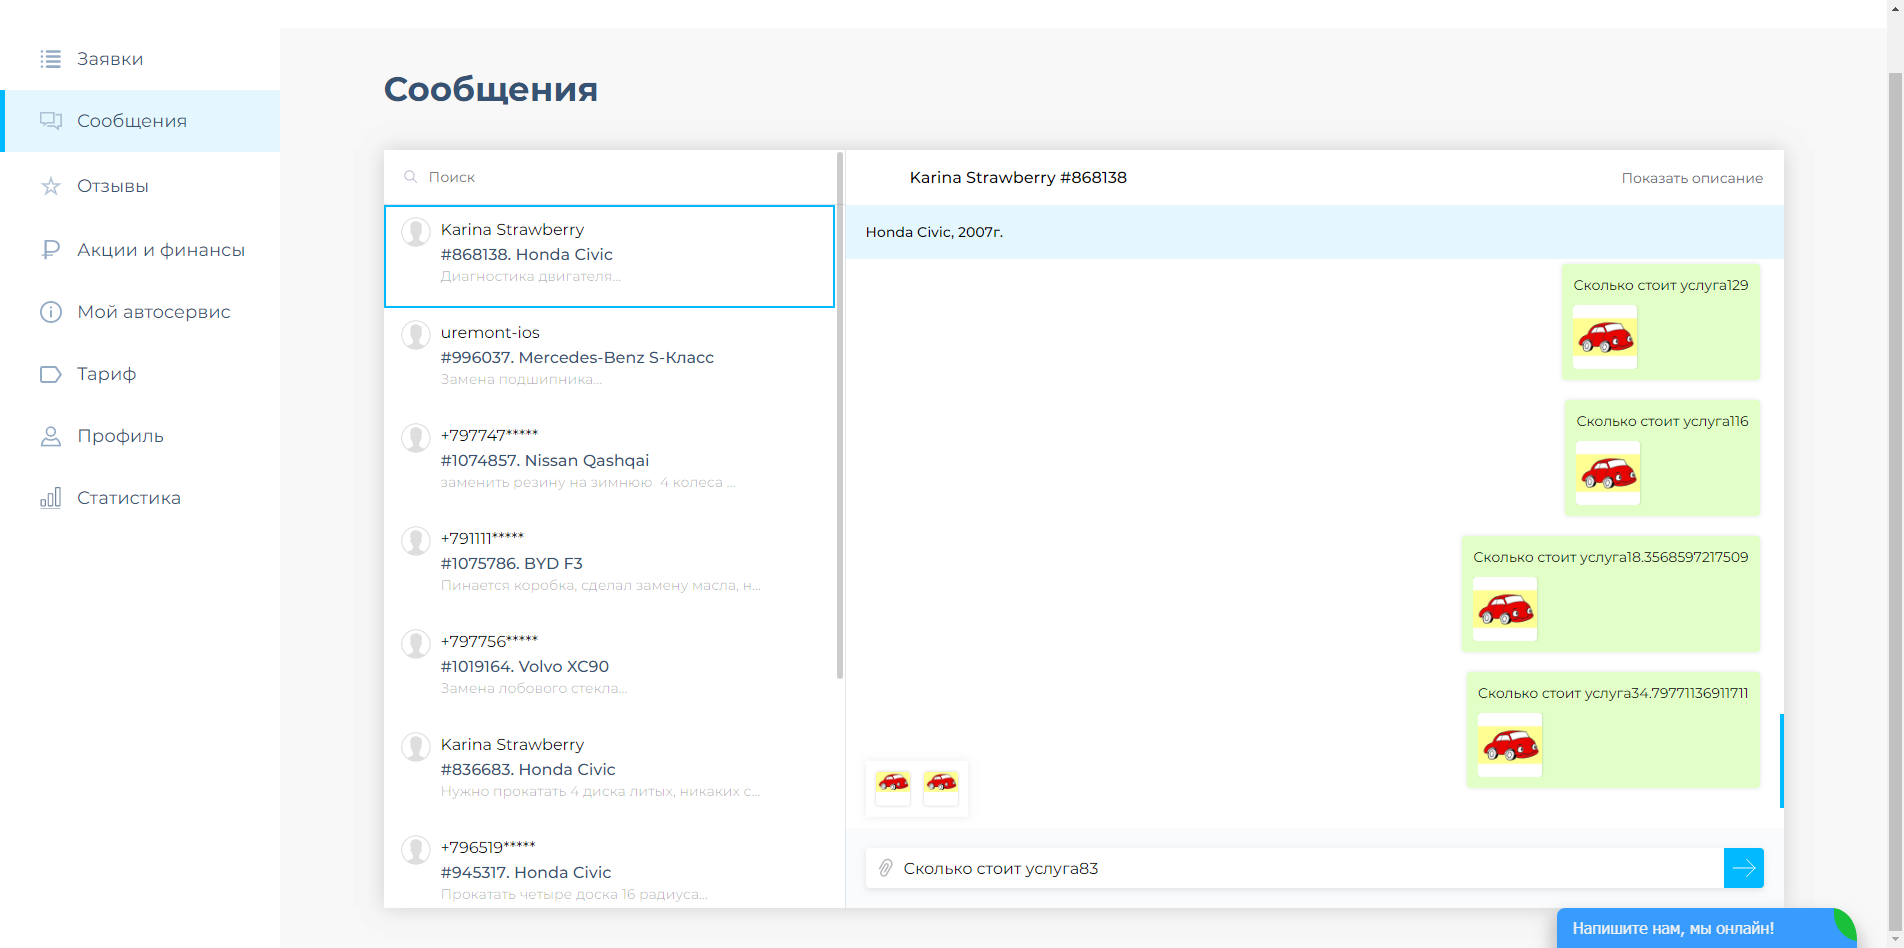 Заявки
Сообщения
Отзывы
Акции и финансы
Мой автосервис
Тариф
Профиль
Статистика
Сообщения
Поиск
Karina Strawberry
#868138. Honda Civic
Диагностика двигателя...
uremont-ios
#996037. Mercedes-Benz S-Класс
Замена подшипника...
+797747*****
#1074857. Nissan Qashqai
заменить резину на зимнюю 4 колеса ...
+791111*****
#1075786. BYD F3
Пинается коробка, сделал замену масла, н...
+797756*****
#1019164. Volvo XC90
Замена лобового стекла...
Karina Strawberry
#836683. Honda Civic
Нужно прокатать 4 диска литых, никаких с...
+796519*****
#945317. Honda Civic
Прокатать четыре доска 16 радиуса...
Karina Strawberry #868138
Показать описание
Honda Civic, 2007г.
Сколько стоит услуга129
Сколько стоит услуга116
Сколько стоит услуга18.3568597217509
Сколько стоит услуга34.79771136911711
Сколько стоит услуга83
Напишите нам, мы онлайн!